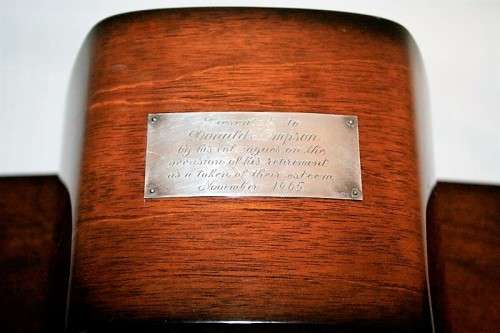 Presented to
Donald Simpson
by his colleagues on the
occasion of his retirement
as a token of their esteem
November 1965